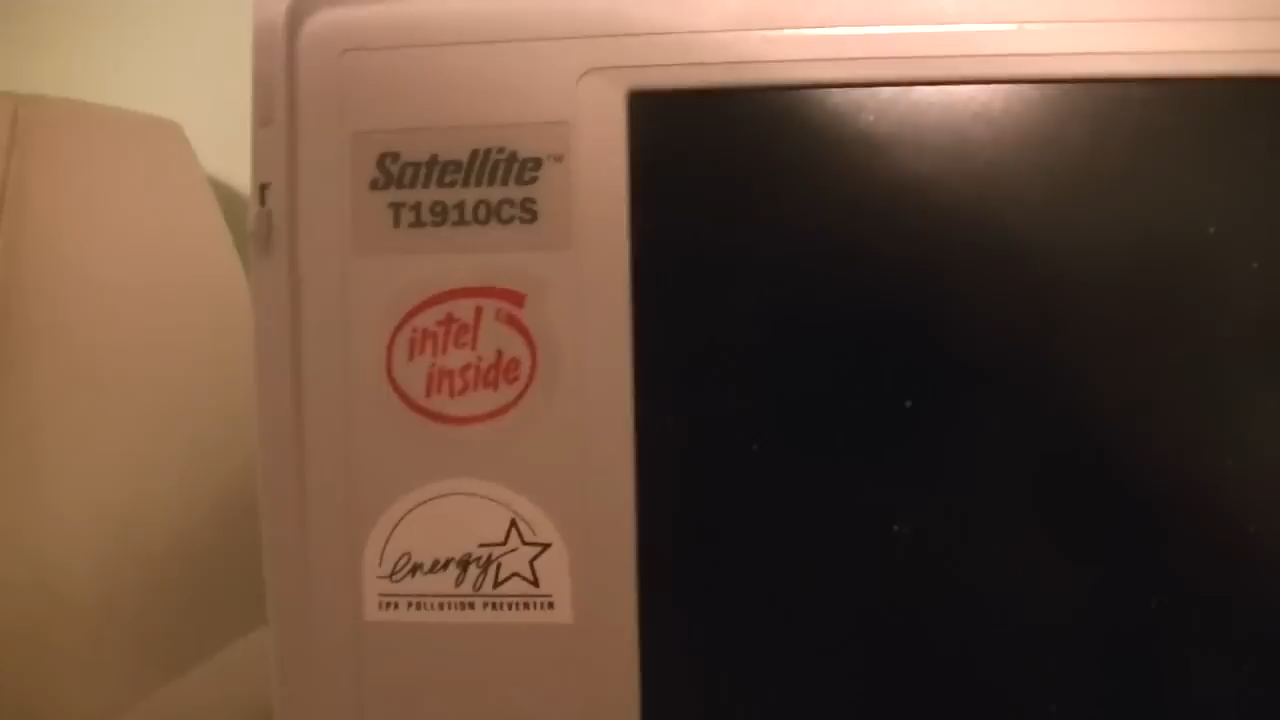 Satellite™
T1910CS
intel
inside
energy
EPA POLLUTION PREVENTER